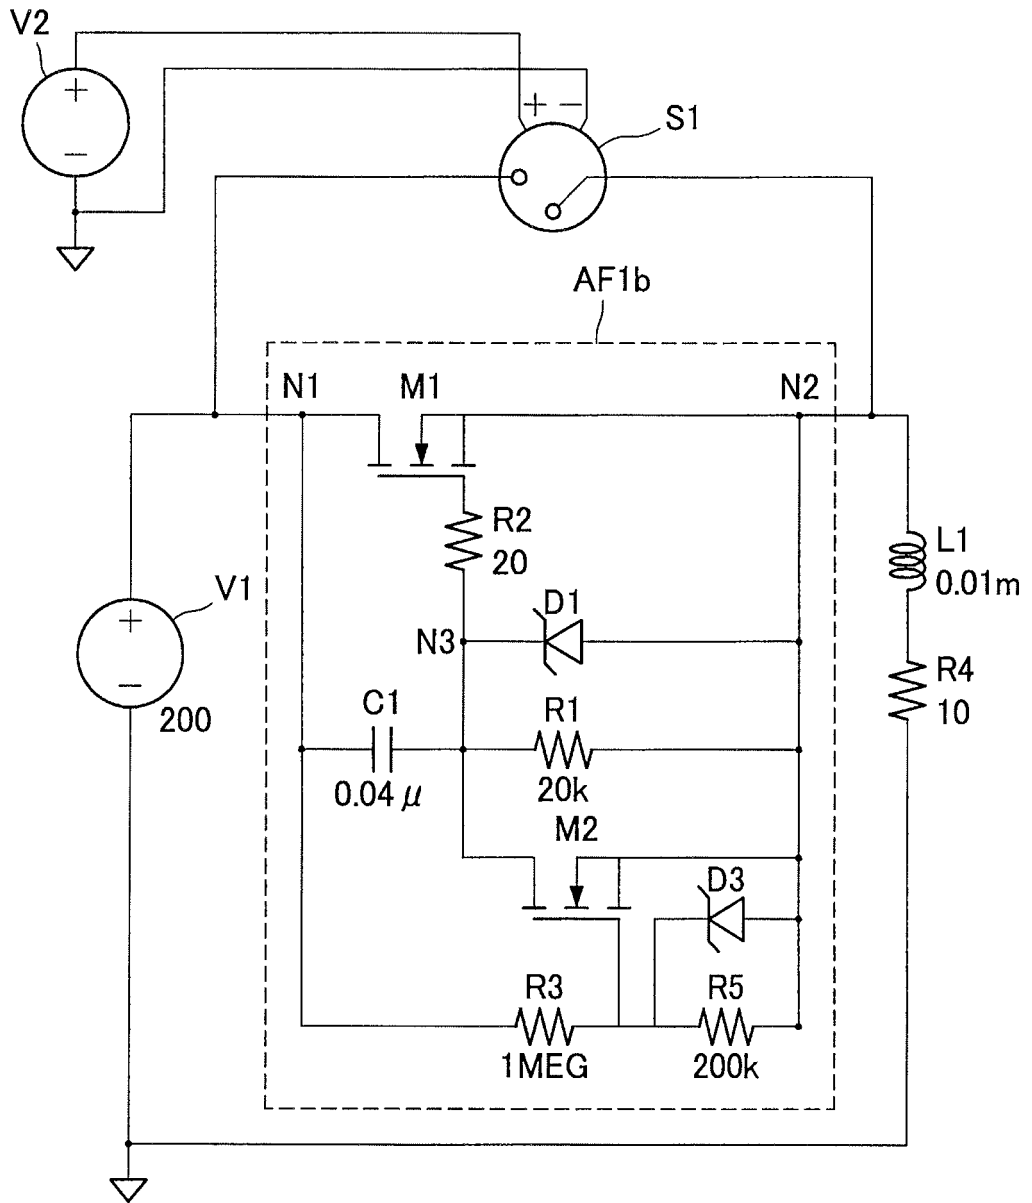 V2
+
−
+ −
S1
AF1b
N1
M1
N2
R2
20
L1
0.01m
V1
+
−
200
D1
N3
R4
10
C1
0.04 μ
R1
20k
M2
D3
R3
1MEG
R5
200k